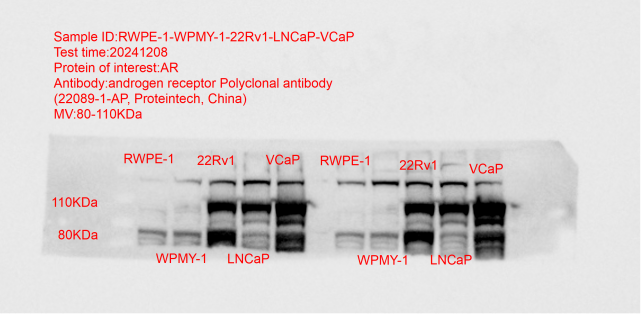 Sample ID:RWPE-1-WPMY-1-22Rv1-LNCaP-VCaP
Test time:20241208
Protein of interest:AR
Antibody:androgen receptor Polyclonal antibody
(22089-1-AP, Proteintech, China)
MV:80-110KDa
RWPE-1 22Rv1 VCaP RWPE-1 22Rv1 VCaP
110KDa
80KDa
WPMY-1 LNCaP WPMY-1 LNCaP